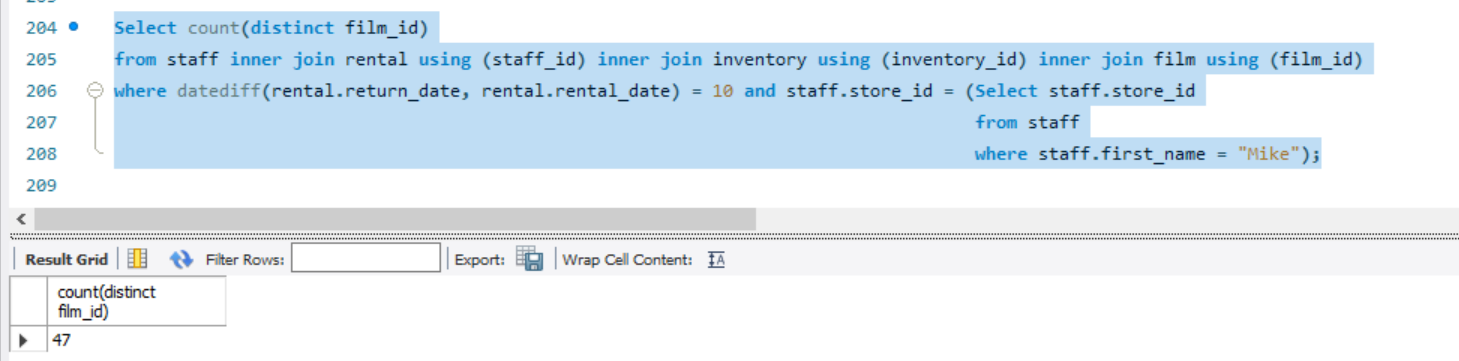 204 Select count(distinct film_id)
205 from staff inner join rental using (staff_id) inner join inventory using (inventory_id) inner join film using (film_id)
206 where datediff(rental.return_date, rental.rental_date) = 10 and staff.store_id = (Select staff.store_id
207 from staff
208 where staff.first_name = "Mike");
209
Result Grid Filter Rows: Export: Wrap Cell Content: IA
count(distinct
film_id)
47